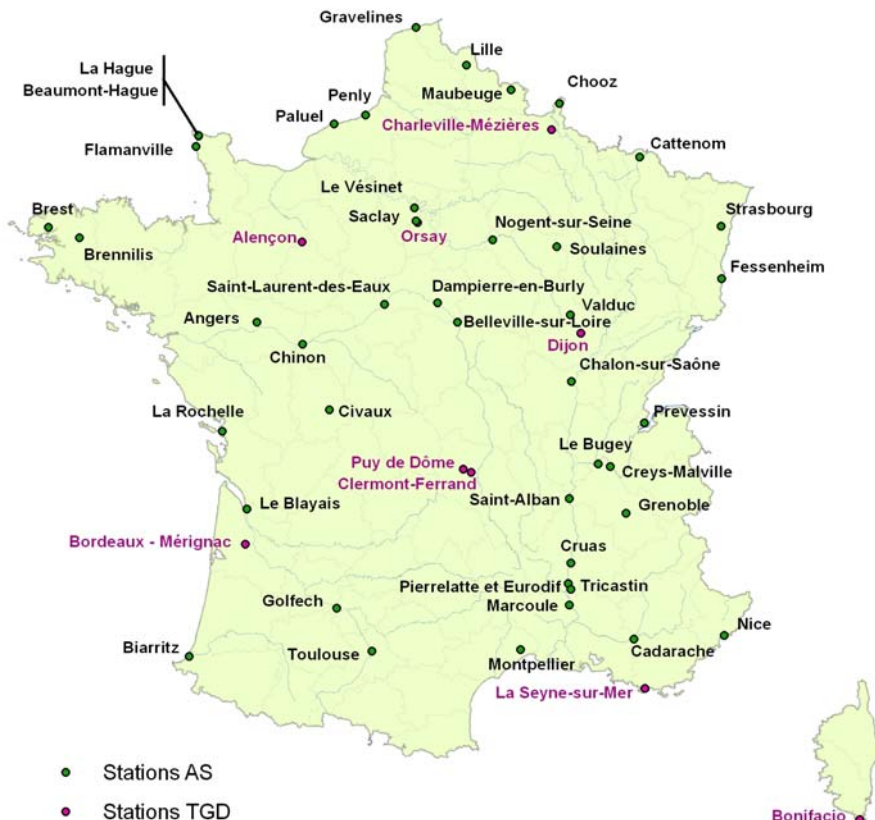 Gravelines
Lille
La Hague
Beaumont-Hague
Chooz
Penly
Maubeuge
Paluel
Charleville-Mézières
Flamanville
Cattenom
Le Vésinet
Brest
Saclay
Nogent-sur-Seine
Strasbourg
Alençon
Orsay
Brennilis
Soulaines
Fessenheim
Saint-Laurent-des-Eaux
Dampierre-en-Burly
Valduc
Angers
Belleville-sur-Loire
Dijon
Chinon
Chalon-sur-Saône
La Rochelle
Civaux
Prevessin
Le Bugey
Puy de Dôme
Creys-Malville
Clermont-Ferrand
Saint-Alban
Le Blayais
Grenoble
Bordeaux - Mérignac
Cruas
Pierrelatte et Eurodif
Tricastin
Golfech
Marcoule
Nice
Biarritz
Toulouse
Montpellier
Cadarache
La Seyne-sur-Mer
Stations AS
Stations TGD
Bonifacio